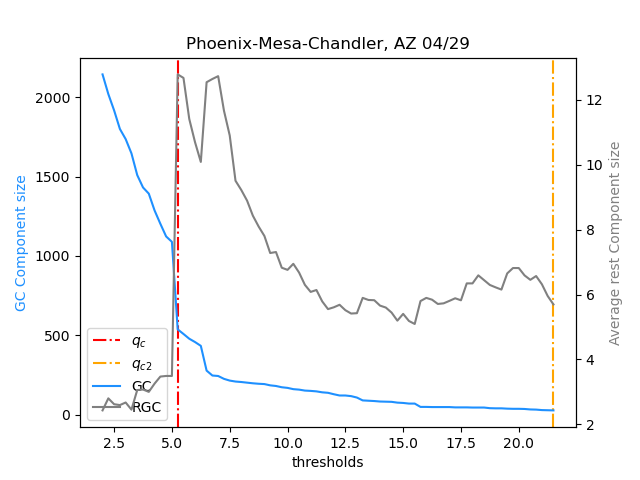 Phoenix-Mesa-Chandler, AZ 04/29
GC Component size
2000
1500
1000
500
0
12
10
8
6
4
2
Average rest Component size
q_c
q_{c2}
GC
RGC
2.5 5.0 7.5 10.0 12.5 15.0 17.5 20.0
thresholds